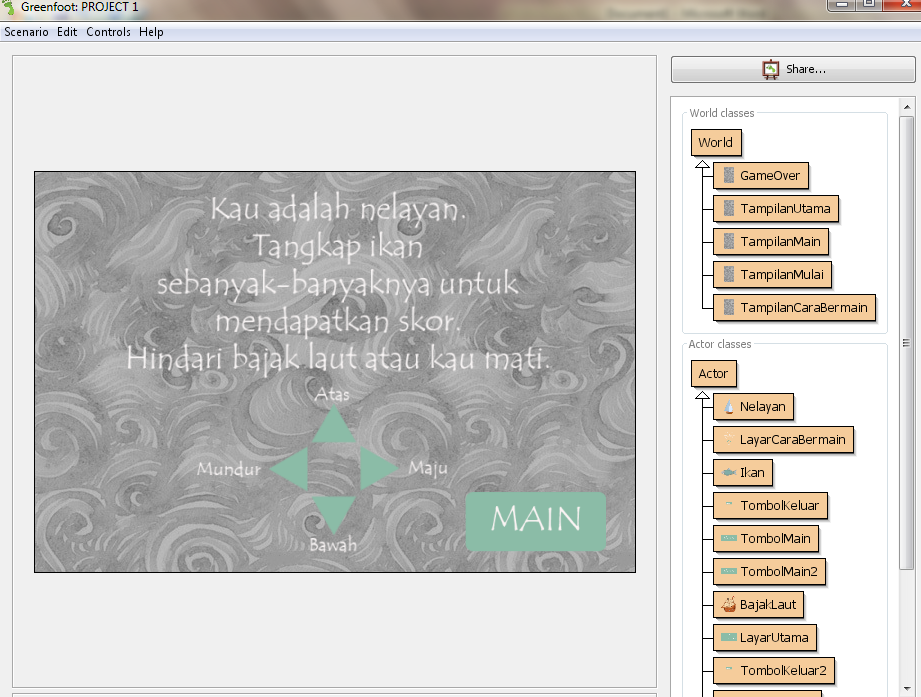 Greenfoot: PROJECT 1
Scenario Edit Controls Help
Share...
World classes
World
GameOver
TampilanUtama
TampilanMain
TampilanMulai
TampilanCaraBermain
Actor classes
Actor
Nelayan
LayarCaraBermain
Ikan
TombolKeluar
TombolMain
TombolMain2
BajakLaut
LayarUtama
TombolKeluar2
Kau adalah nelayan.
Tangkap ikan
sebanyak-banyaknya untuk
mendapatkan skor.
Hindari bajak laut atau kau mati.
Atas
Mundur
Maju
Bawah
MAIN